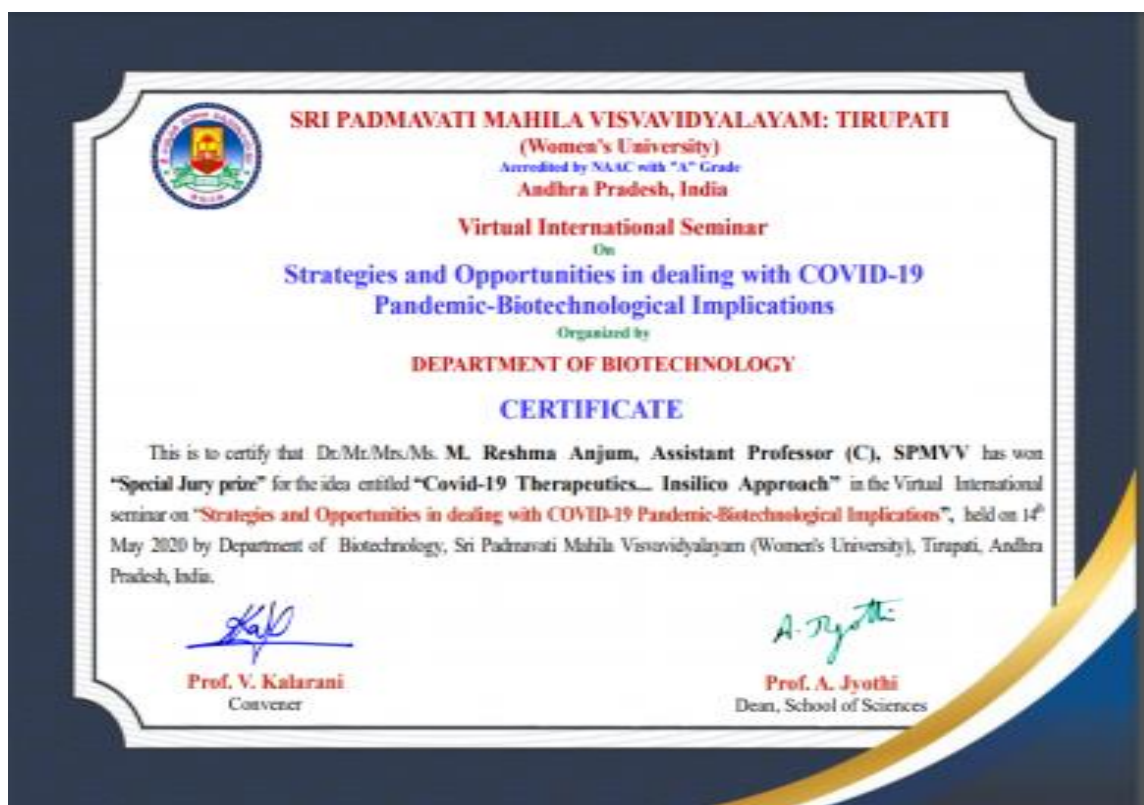 SRI PADMAVATI MAHILA VISVAVIDYALAYAM: TIRUPATI
(Women's University)
Accredited by NAAC with "A" Grade
Andhra Pradesh, India
Virtual International Seminar
On
Strategies and Opportunities in dealing with COVID-19
Pandemic-Biotechnological Implications
Organized by
DEPARTMENT OF BIOTECHNOLOGY
CERTIFICATE
This is to certify that Dr./Mr./Mrs./Ms. M. Reshma Anjum, Assistant Professor (C), SPMVV has won
"Special Jury prize" for the idea entitled "Covid-19 Therapeutics... Insilico Approach" in the Virtual International
seminar on "Strategies and Opportunities in dealing with COVID-19 Pandemic-Biotechnological Implications", held on 14th
May 2020 by Department of Biotechnology, Sri Padmavati Mahila Visvavidyalayam (Women's University), Tirupati, Andhra
Pradesh, India.
A. Jyothi
Prof. V. Kalarani
Convener
Prof. A. Jyothi
Dean, School of Sciences